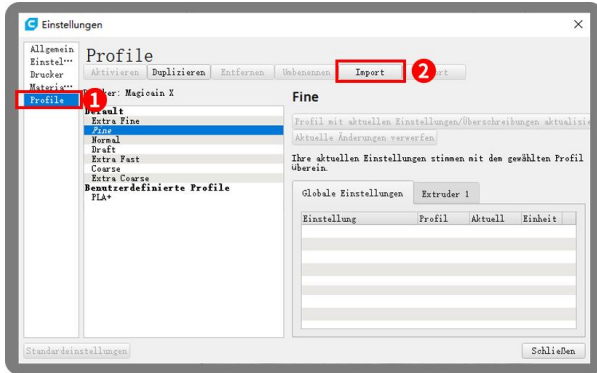 Einstellungen
Allgemein
Einstel···
Drucker
Materia···
Profile
1
Profile
Aktivieren Duplizieren Entfernen Umbenennen Import
2
Magicain X
Default
Extra Fine
Fine
Normal
Draft
Extra Fast
Coarse
Extra Coarse
Benutzerdefinierte Profile
PLA+
Fine
Profil mit aktuellen Einstellungen/Überschreibungen aktualisie
Aktuelle Änderungen verwerfen
Ihre aktuellen Einstellungen stimmen mit dem gewählten Profil
überein.
Globale Einstellungen Extruder 1
Einstellung Profil Aktuell Einheit
Standardeinstellungen
Schließen